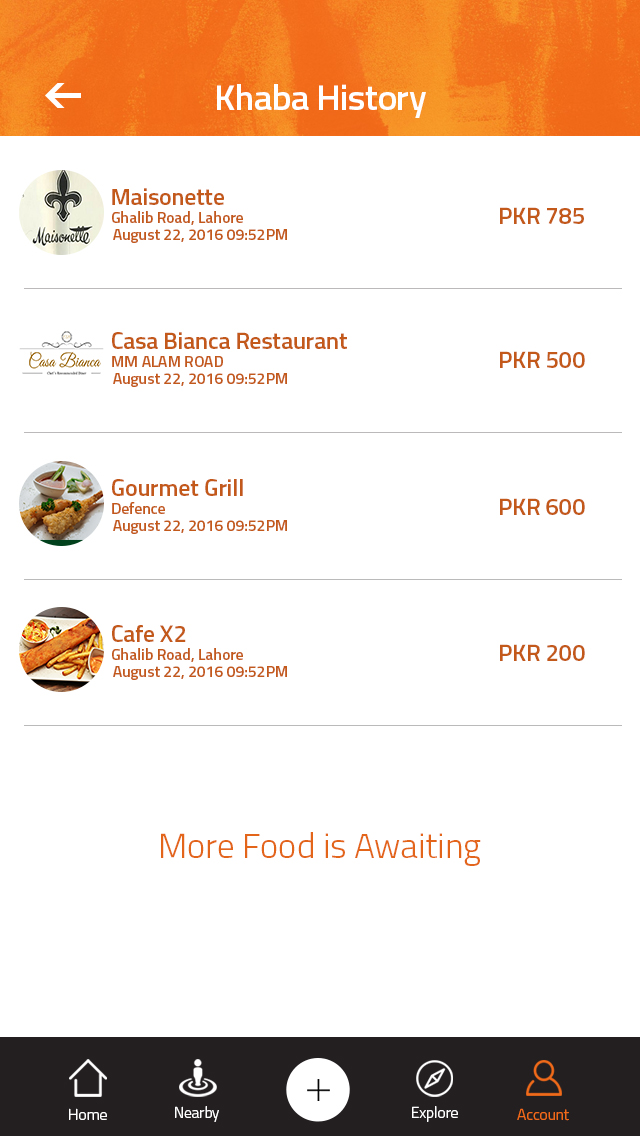 Khaba History
Maisonette
Maisonette
Ghalib Road, Lahore
August 22, 2016 09:52PM
PKR 785
Casa Bianca
Casa Bianca Restaurant
MM ALAM ROAD
August 22, 2016 09:52PM
PKR 500
Gourmet Grill
Defence
August 22, 2016 09:52PM
PKR 600
Cafe X2
Ghalib Road, Lahore
August 22, 2016 09:52PM
PKR 200
More Food is Awaiting
Home
Nearby
Explore
Account